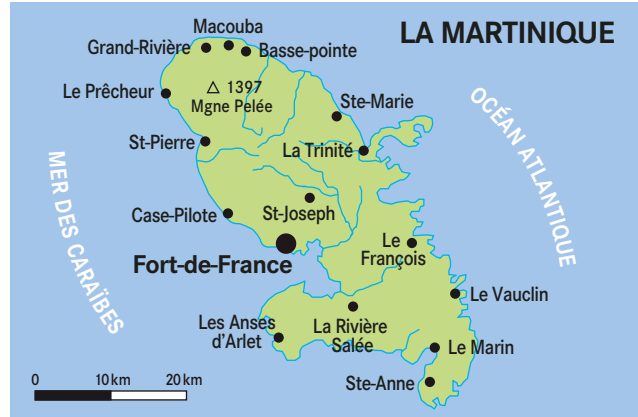 LA MARTINIQUE
Macouba
Grand-Rivière
Basse-pointe
△ 1397
Mgne Pelée
Le Prêcheur
Ste-Marie
OCÉAN ATLANTIQUE
St-Pierre
La Trinité
MER DES CARAÏBES
Case-Pilote
St-Joseph
Le
François
Fort-de-France
Le Vauclin
Les Anses
d'Arlet
La Rivière
Salée
Le Marin
Ste-Anne
0 10 km 20 km